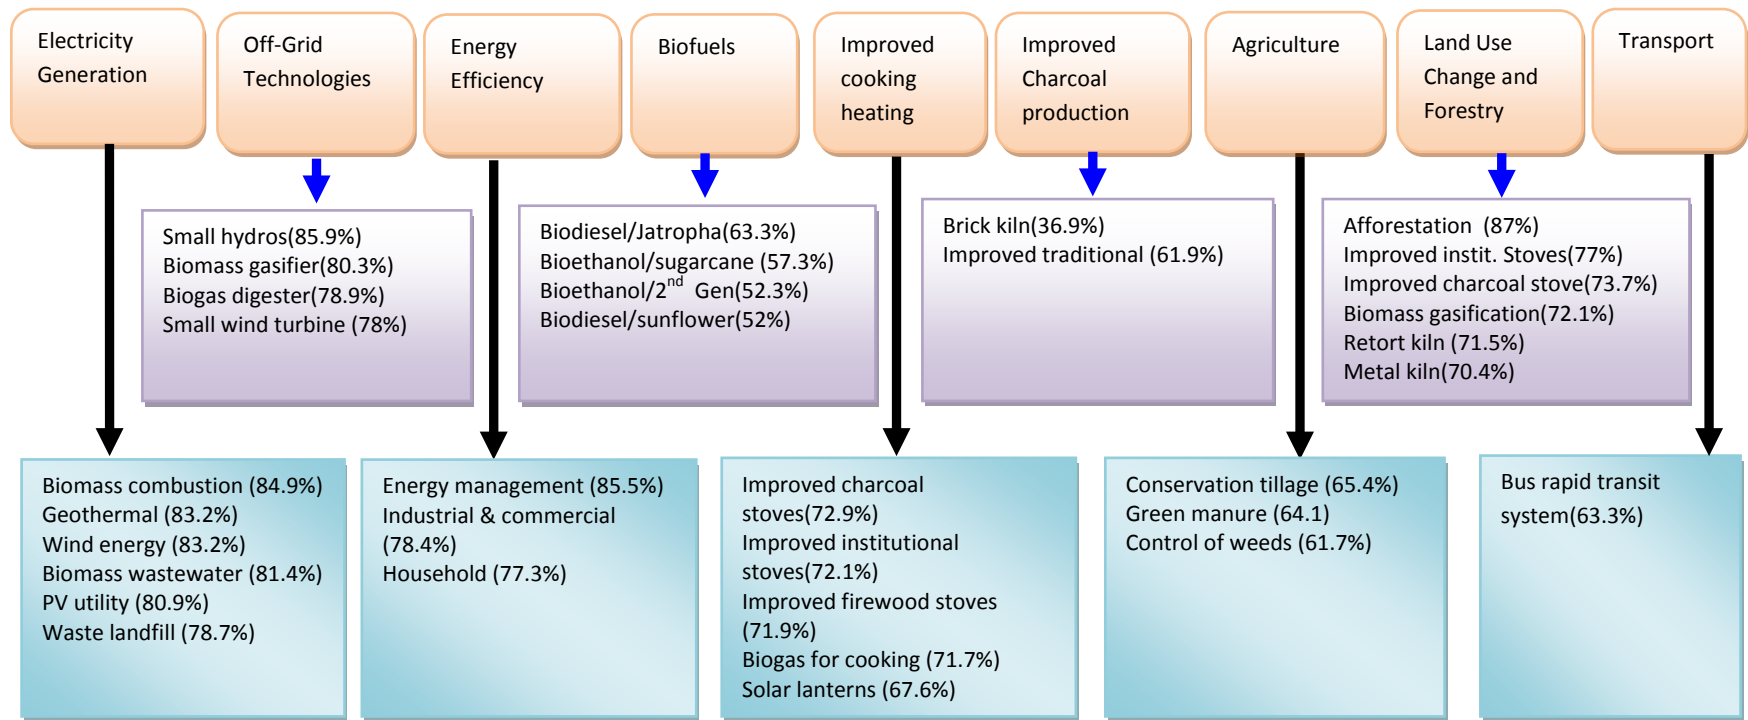 Electricity
Generation
Off-Grid
Technologies
Energy
Efficiency
Biofuels
Improved
cooking
heating
Improved
Charcoal
production
Agriculture
Land Use
Change and
Forestry
Transport
Small hydros(85.9%)
Biomass gasifier(80.3%)
Biogas digester(78.9%)
Small wind turbine (78%)
Biodiesel/Jatropha(63.3%)
Bioethanol/sugarcane (57.3%)
Bioethanol/2nd Gen(52.3%)
Biodiesel/sunflower(52%)
Brick kiln(36.9%)
Improved traditional (61.9%)
Afforestation (87%)
Improved instit. Stoves(77%)
Improved charcoal stove(73.7%)
Biomass gasification(72.1%)
Retort kiln (71.5%)
Metal kiln(70.4%)
Biomass combustion (84.9%)
Geothermal (83.2%)
Wind energy (83.2%)
Biomass wastewater (81.4%)
PV utility (80.9%)
Waste landfill (78.7%)
Energy management (85.5%)
Industrial & commercial
(78.4%)
Household (77.3%)
Improved charcoal
stoves(72.9%)
Improved institutional
stoves(72.1%)
Improved firewood stoves
(71.9%)
Biogas for cooking (71.7%)
Solar lanterns (67.6%)
Conservation tillage (65.4%)
Green manure (64.1)
Control of weeds (61.7%)
Bus rapid transit
system(63.3%)